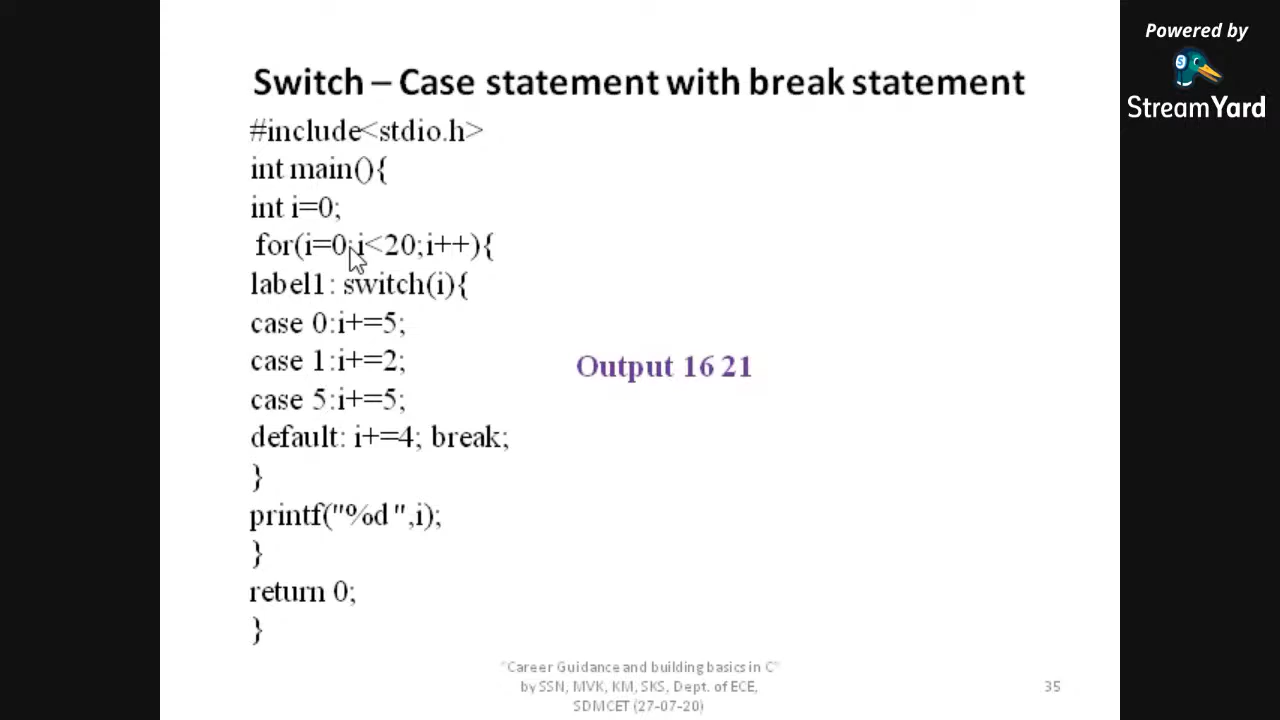 Powered by
StreamYard
Switch – Case statement with break statement
#include<stdio.h>
int main(){
int i=0;
for(i=0;i<20;i++){
label1: switch(i){
case 0:i+=5;
case 1:i+=2;
case 5:i+=5;
default: i+=4; break;
}
printf("%d ",i);
}
return 0;
}
Output 16 21
"Career Guidance and building basics in C"
by SSN, MVK, KM, SKS, Dept. of ECE,
SDMCET (27-07-20)
35